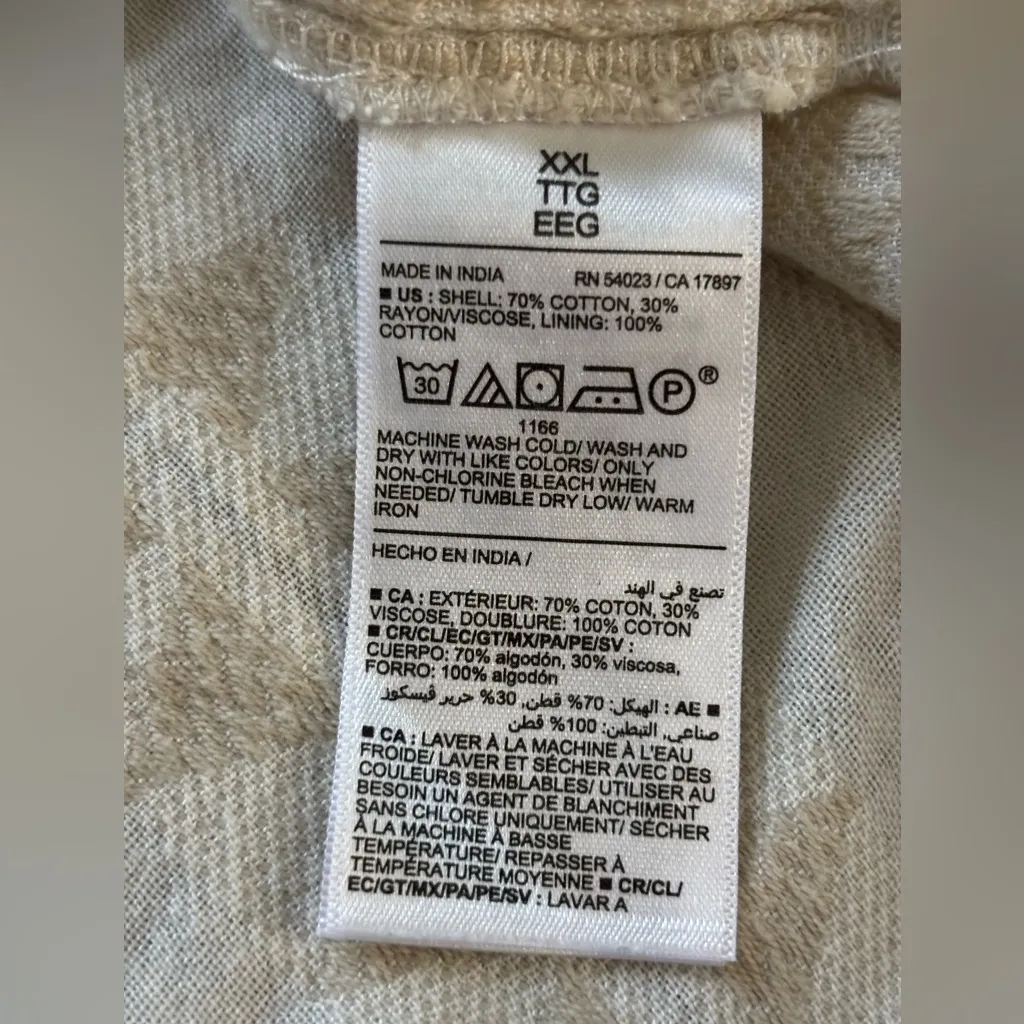 XXL
TTG
EEG
MADE IN INDIA RN 54023 / CA 17897
■ US : SHELL: 70% COTTON, 30%
RAYON/VISCOSE, LINING: 100%
COTTON
30 P ®
1166
MACHINE WASH COLD/ WASH AND
DRY WITH LIKE COLORS/ ONLY
NON-CHLORINE BLEACH WHEN
NEEDED/ TUMBLE DRY LOW/ WARM
IRON
HECHO EN INDIA /
تصنع في الهند
■ CA : EXTÉRIEUR: 70% COTON, 30%
VISCOSE, DOUBLURE: 100% COTON
■ CR/CL/EC/GT/MX/PA/PE/SV :
CUERPO: 70% algodón, 30% viscosa,
FORRO: 100% algodón
■ AE : الهيكل: 70% قطن, 30% حرير ڤيسكوز
صناعي, التبطين: 100% قطن
■ CA : LAVER À LA MACHINE À L'EAU
FROIDE/ LAVER ET SÉCHER AVEC DES
COULEURS SEMBLABLES/ UTILISER AU
BESOIN UN AGENT DE BLANCHIMENT
SANS CHLORE UNIQUEMENT/ SÉCHER
À LA MACHINE À BASSE
TEMPÉRATURE/ REPASSER À
TEMPÉRATURE MOYENNE ■ CR/CL/
EC/GT/MX/PA/PE/SV : LAVAR A